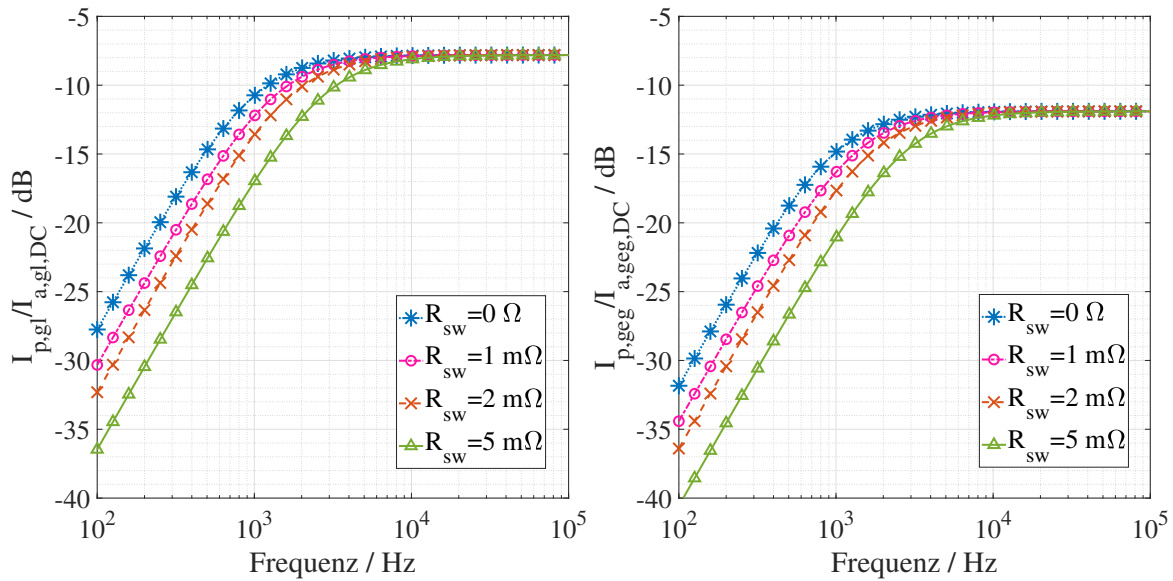 I_p,gl/I_a,gl,DC / dB
-5
-10
-15
-20
-25
-30
-35
-40
10^2
10^3
10^4
10^5
Frequenz / Hz
R_sw=0 Ω
R_sw=1 mΩ
R_sw=2 mΩ
R_sw=5 mΩ
I_p,geg/I_a,geg,DC / dB
-5
-10
-15
-20
-25
-30
-35
-40
10^2
10^3
10^4
10^5
Frequenz / Hz
R_sw=0 Ω
R_sw=1 mΩ
R_sw=2 mΩ
R_sw=5 mΩ